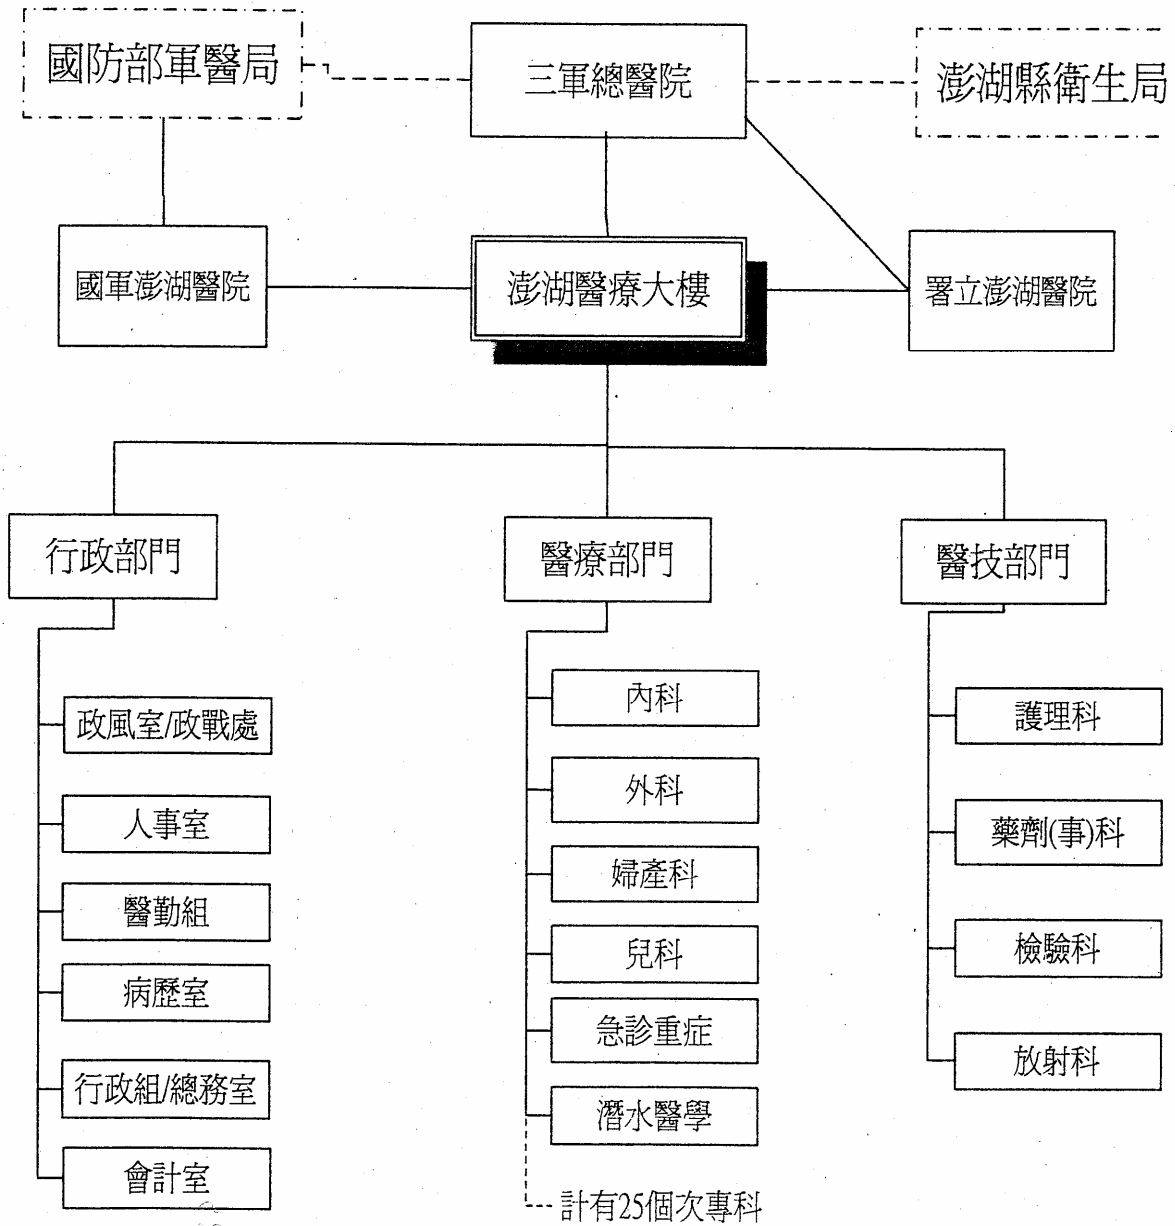 國防部軍醫局
三軍總醫院
澎湖縣衛生局
國軍澎湖醫院
澎湖醫療大樓
署立澎湖醫院
行政部門
醫療部門
醫技部門
政風室/政戰處
人事室
醫勤組
病歷室
行政組/總務室
會計室
內科
外科
婦產科
兒科
急診重症
潛水醫學
計有25個次專科
護理科
藥劑(事)科
檢驗科
放射科